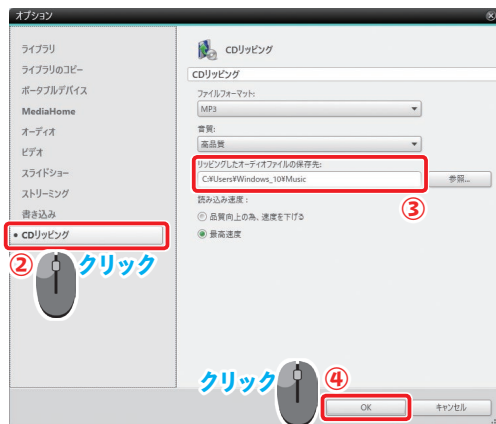 オプション
ライブラリ
ライブラリのコピー
ポータブルデバイス
MediaHome
オーディオ
ビデオ
スライドショー
ストリーミング
書き込み
• CDリッピング
② クリック
CDリッピング
CDリッピング
ファイルフォーマット:
MP3
音質:
高品質
リッピングしたオーディオファイルの保存先:
C:¥Users¥Windows_10¥Music
参照...
③
読み込み速度:
品質向上の為、速度を下げる
最高速度
クリック ④
OK
キャンセル